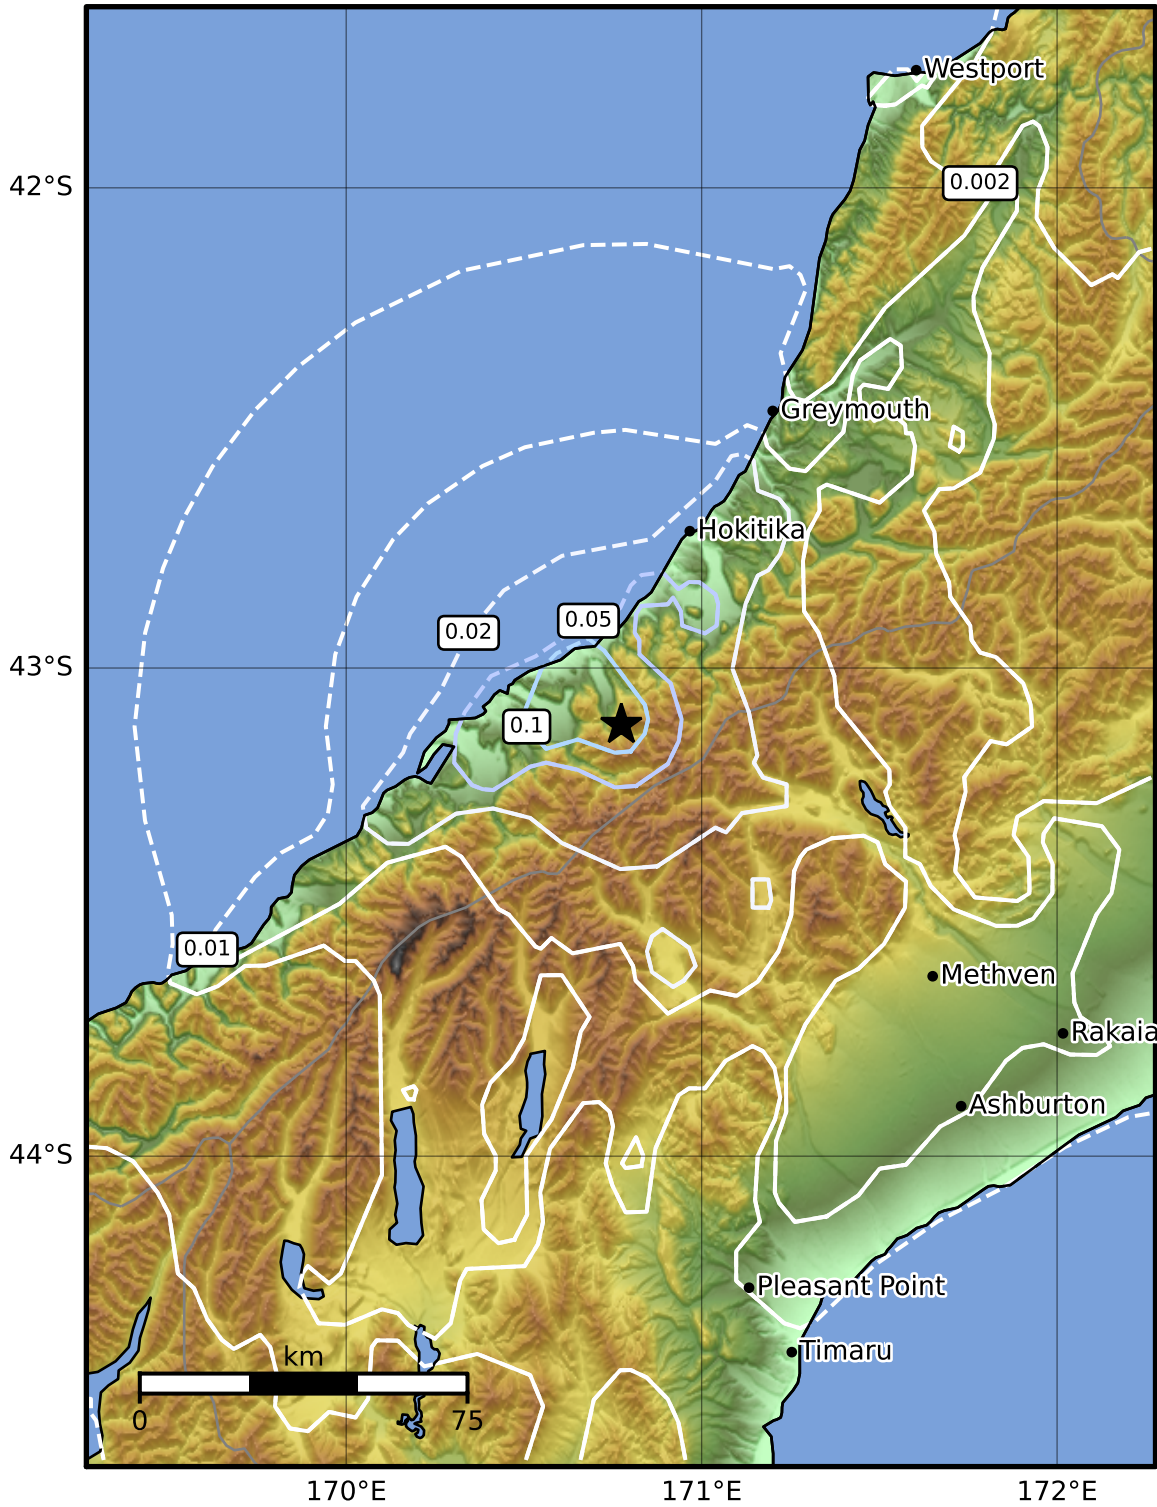 Westport
42°S
0.002
Greymouth
Hokitika
0.05
0.02
43°S
0.1
0.01
Methven
Rakaia
Ashburton
44°S
Pleasant Point
Timaru
km
0
75
170°E
171°E
172°E